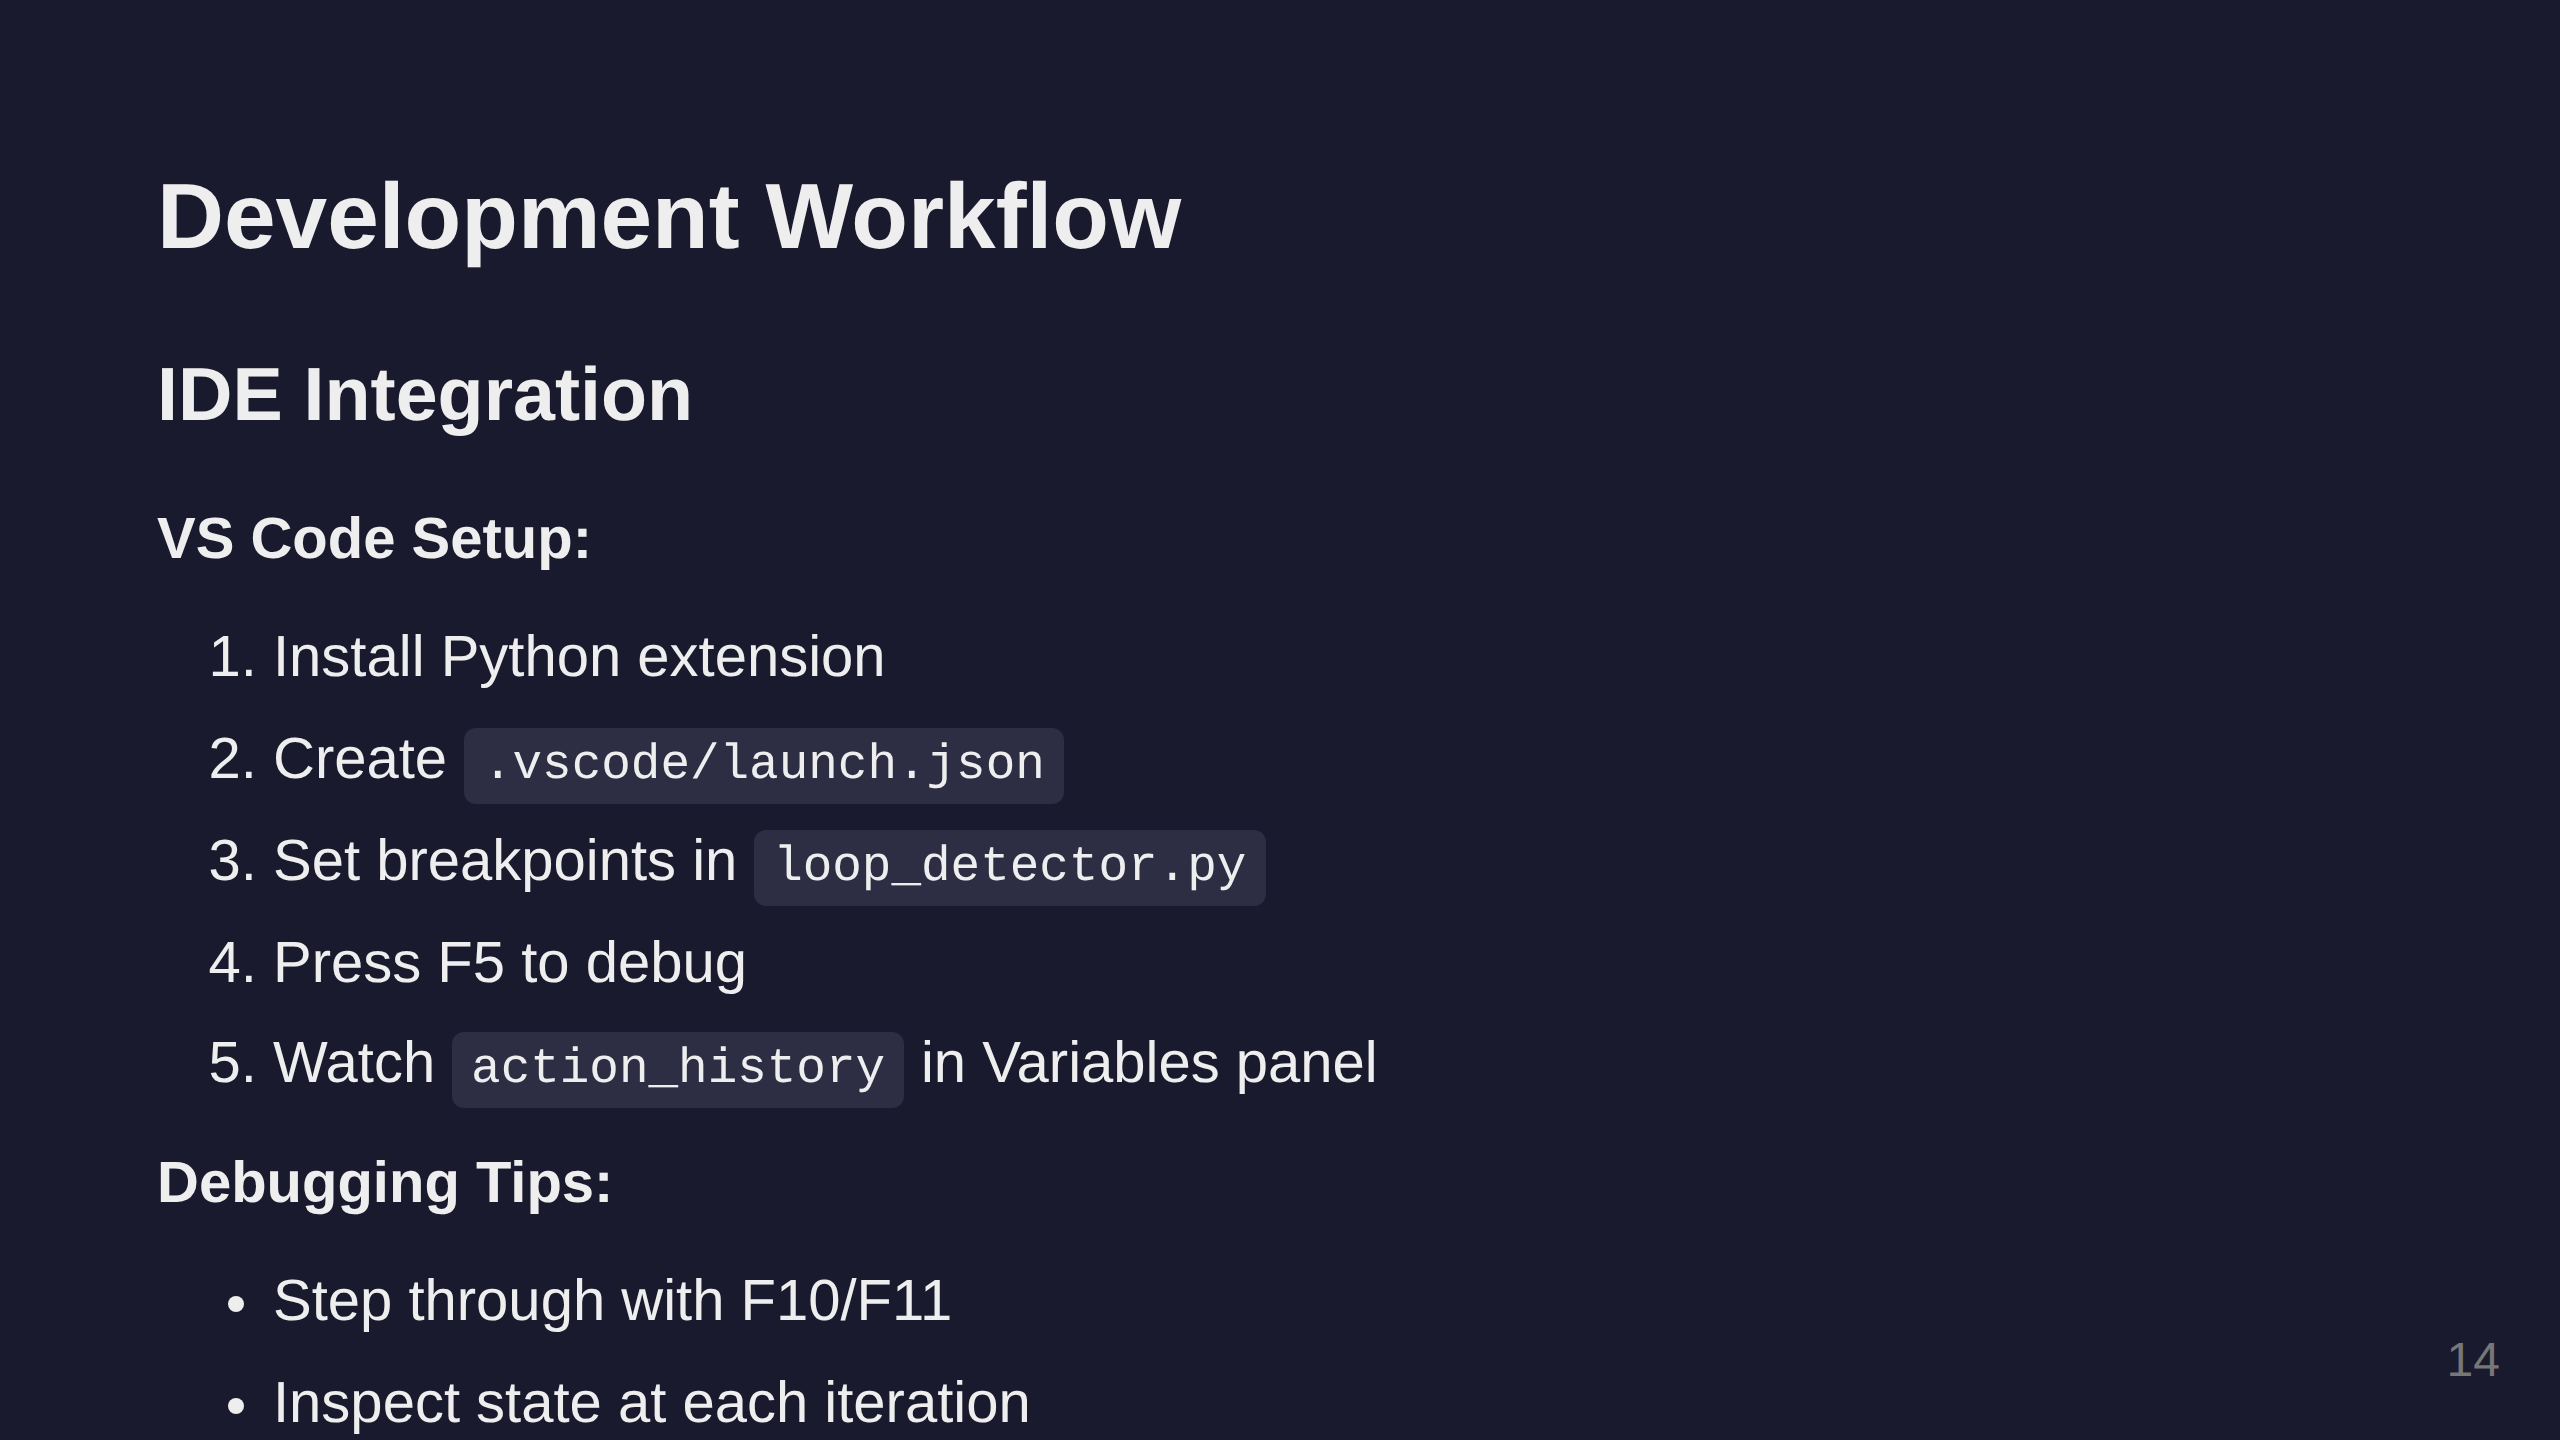 Development Workflow
IDE Integration
VS Code Setup:
1. Install Python extension
2. Create .vscode/launch.json
3. Set breakpoints in loop_detector.py
4. Press F5 to debug
5. Watch action_history in Variables panel
Debugging Tips:
• Step through with F10/F11
• Inspect state at each iteration
14